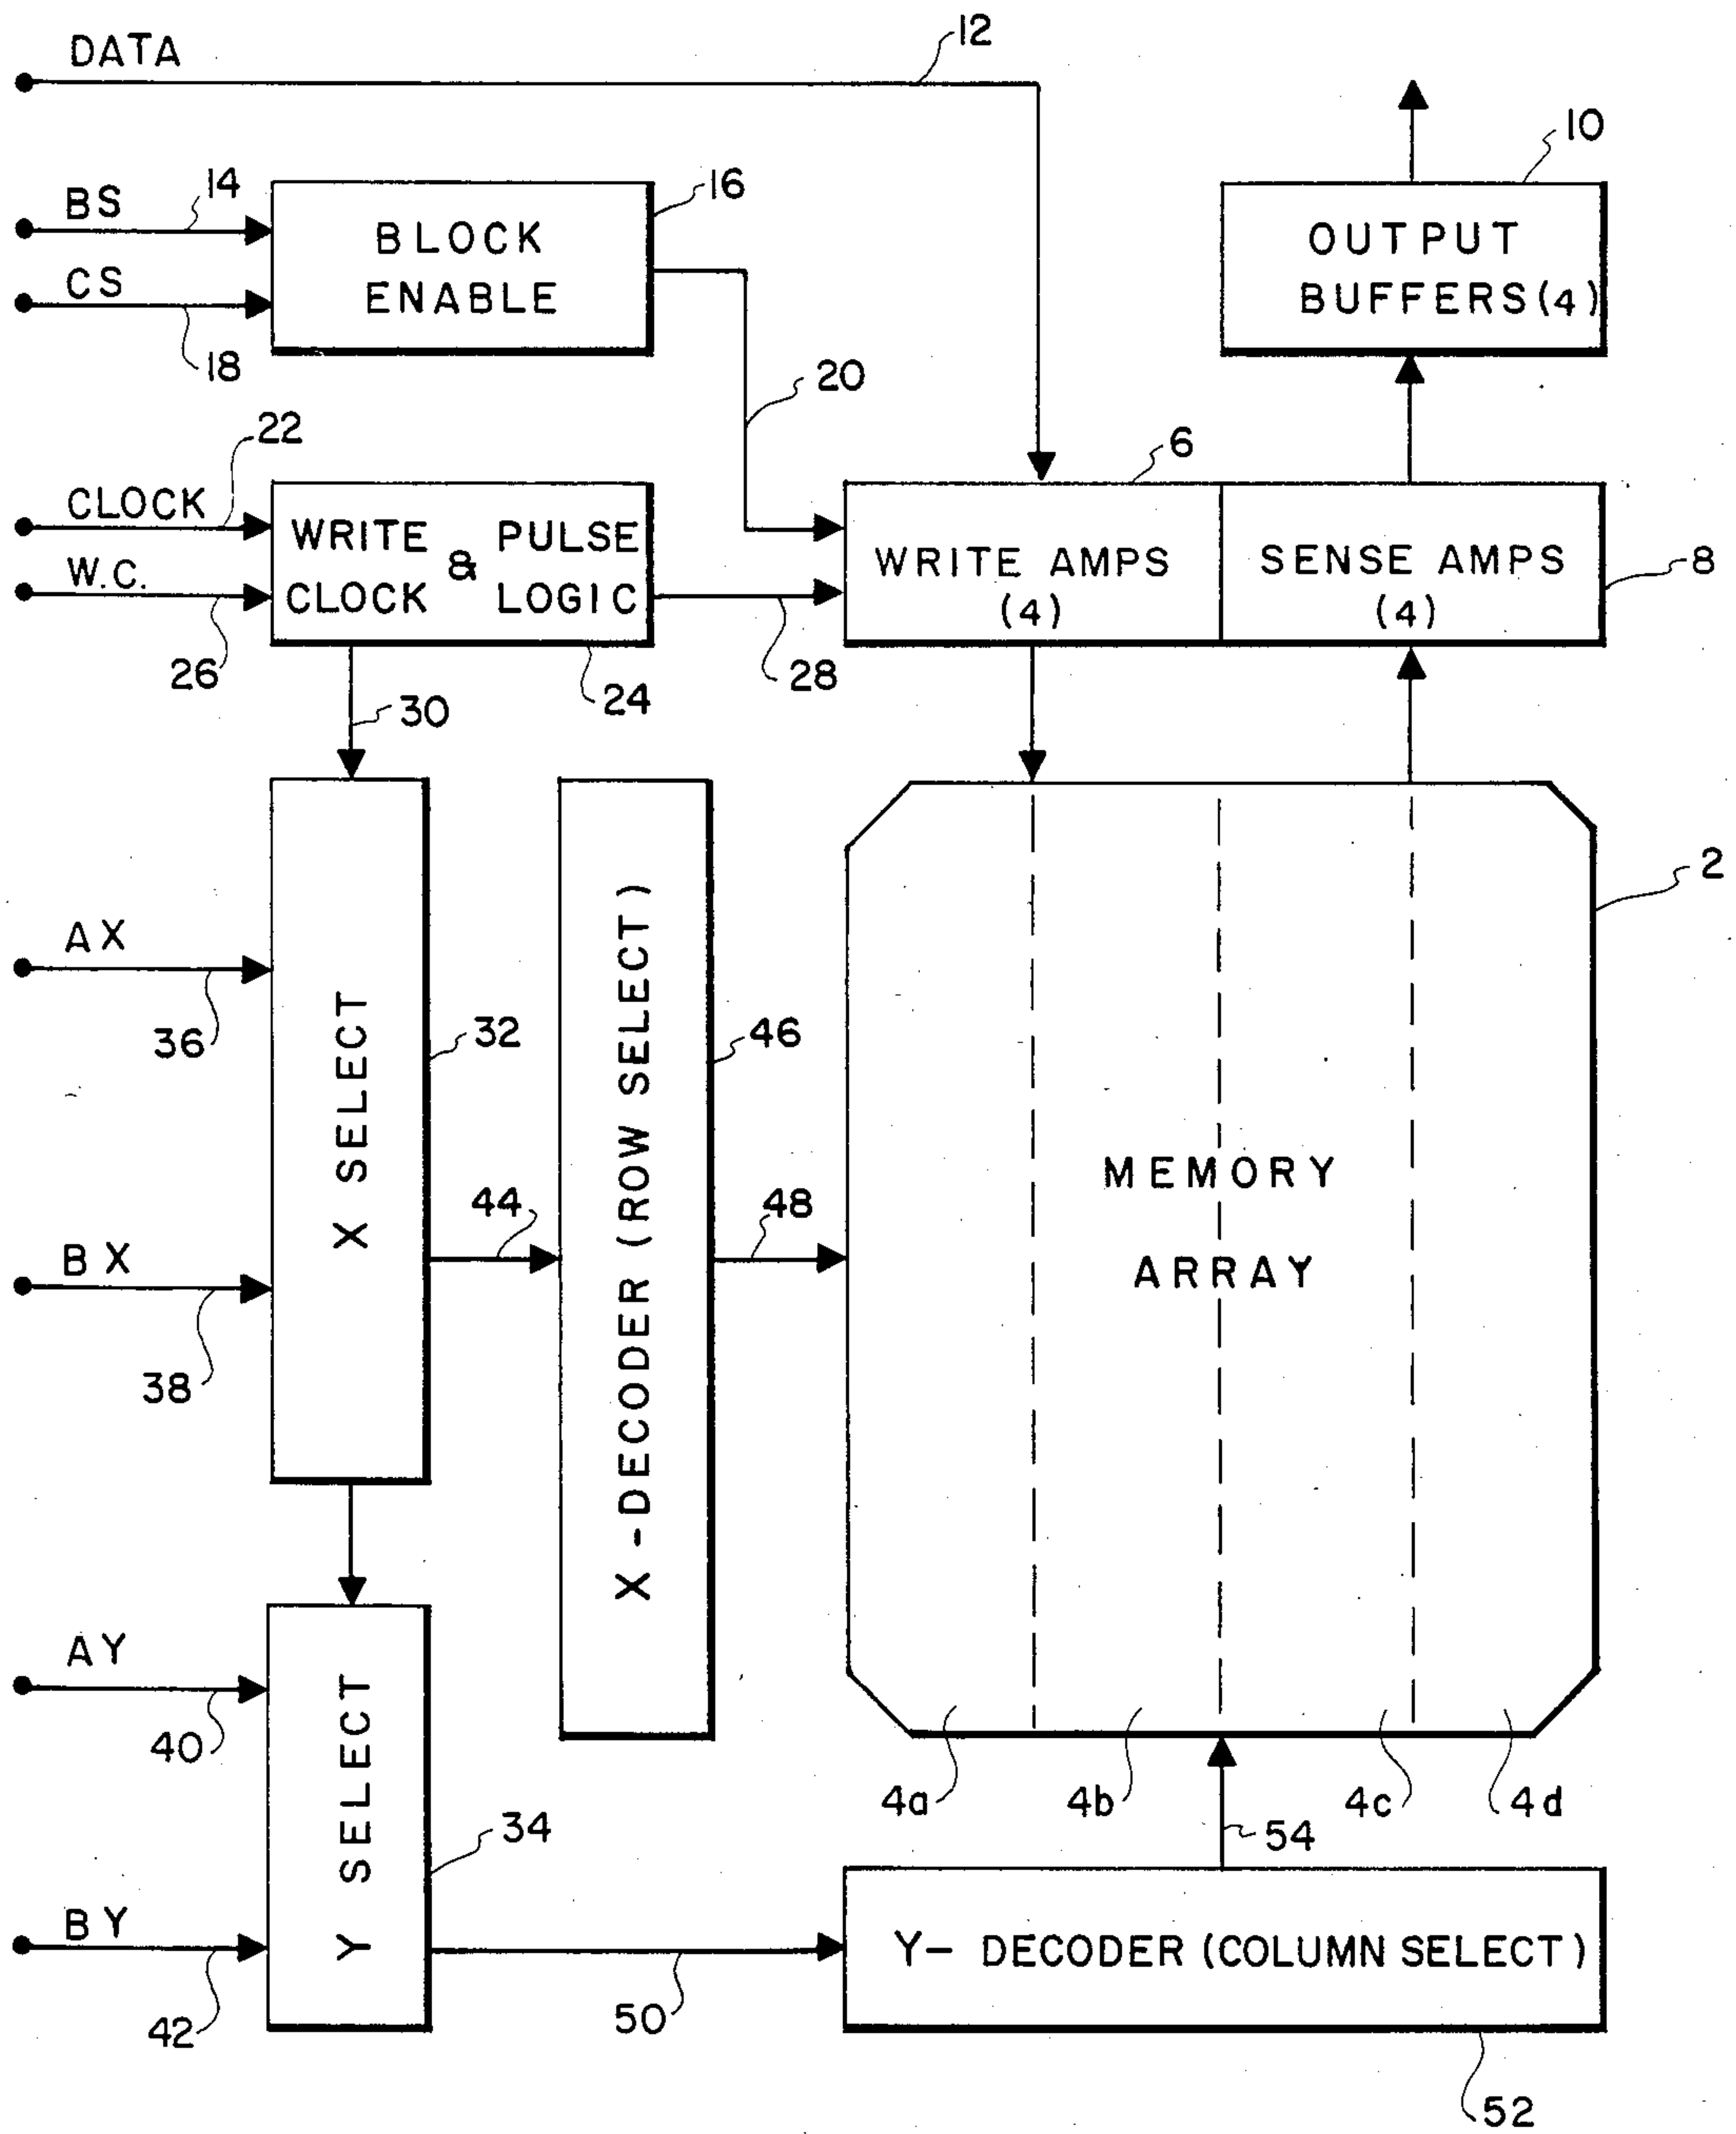 DATA
12
10
BS
14
16
BLOCK
ENABLE
CS
18
OUTPUT
BUFFERS (4)
20
22
CLOCK
W.C.
26
WRITE & PULSE
CLOCK LOGIC
24
28
6
WRITE AMPS
(4)
SENSE AMPS
(4)
8
30
2
AX
36
X SELECT
32
X-DECODER (ROW SELECT)
46
44
48
MEMORY
ARRAY
BX
38
AY
40
Y SELECT
34
4a
4b
4c
4d
54
BY
42
50
Y- DECODER (COLUMN SELECT)
52